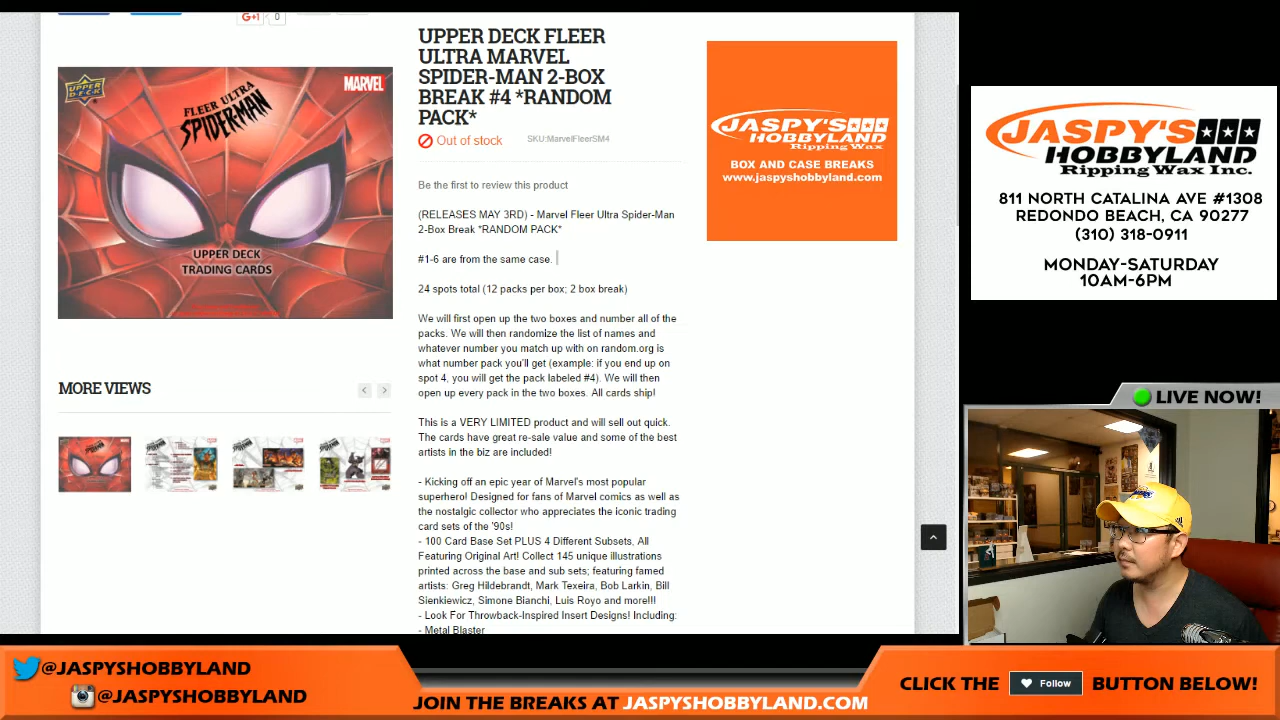 G+1 0
UPPER DECK FLEER
ULTRA MARVEL
SPIDER-MAN 2-BOX
BREAK #4 *RANDOM
PACK*
Out of stock
SKU:MarvelFleerSM4
Be the first to review this product
(RELEASES MAY 3RD) - Marvel Fleer Ultra Spider-Man
2-Box Break *RANDOM PACK*
#1-6 are from the same case.
24 spots total (12 packs per box; 2 box break)
We will first open up the two boxes and number all of the
packs. We will then randomize the list of names and
whatever number you match up with on random.org is
what number pack you'll get (example: if you end up on
spot 4, you will get the pack labeled #4). We will then
open up every pack in the two boxes. All cards ship!
This is a VERY LIMITED product and will sell out quick.
The cards have great re-sale value and some of the best
artists in the biz are included!
- Kicking off an epic year of Marvel's most popular
superhero! Designed for fans of Marvel comics as well as
the nostalgic collector who appreciates the iconic trading
card sets of the '90s!
- 100 Card Base Set PLUS 4 Different Subsets, All
Featuring Original Art! Collect 145 unique illustrations
printed across the base and sub sets; featuring famed
artists: Greg Hildebrandt, Mark Texeira, Bob Larkin, Bill
Sienkiewicz, Simone Bianchi, Luis Royo and more!!!
- Look For Throwback-Inspired Insert Designs! Including:
- Metal Blaster
UPPER DECK
MARVEL
FLEER ULTRA
SPIDER-MAN
UPPER DECK
TRADING CARDS
MORE VIEWS
JASPY'S
HOBBYLAND
Ripping Wax
BOX AND CASE BREAKS
www.jaspyshobbyland.com
JASPY'S
HOBBYLAND
Ripping Wax Inc.
811 NORTH CATALINA AVE #1308
REDONDO BEACH, CA 90277
(310) 318-0911
MONDAY-SATURDAY
10AM-6PM
LIVE NOW!
@JASPYSHOBBYLAND
@JASPYSHOBBYLAND
JOIN THE BREAKS AT JASPYSHOBBYLAND.COM
CLICK THE Follow BUTTON BELOW!